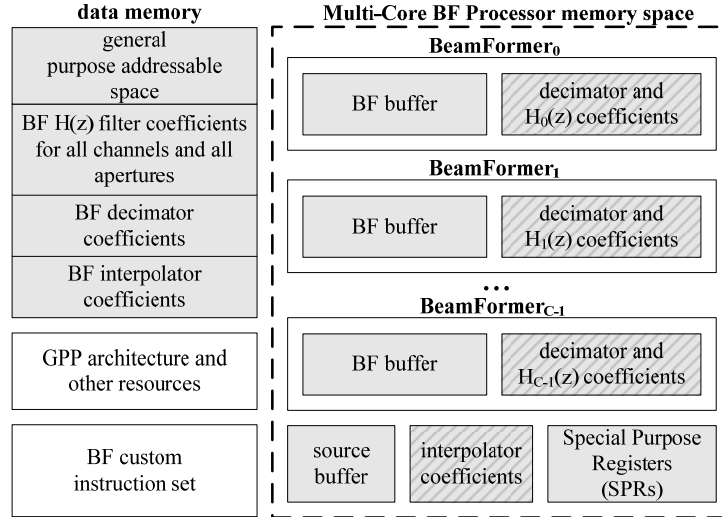 data memory
general
purpose addressable
space
BF H(z) filter coefficients
for all channels and all
apertures
BF decimator
coefficients
BF interpolator
coefficients
GPP architecture and
other resources
BF custom
instruction set
Multi-Core BF Processor memory space
BeamFormer₀
BF buffer
decimator and
H₀(z) coefficients
BeamFormer₁
BF buffer
decimator and
H₁(z) coefficients
...
BeamFormer_C-1
BF buffer
decimator and
H_C-1(z) coefficients
source
buffer
interpolator
coefficients
Special Purpose
Registers
(SPRs)